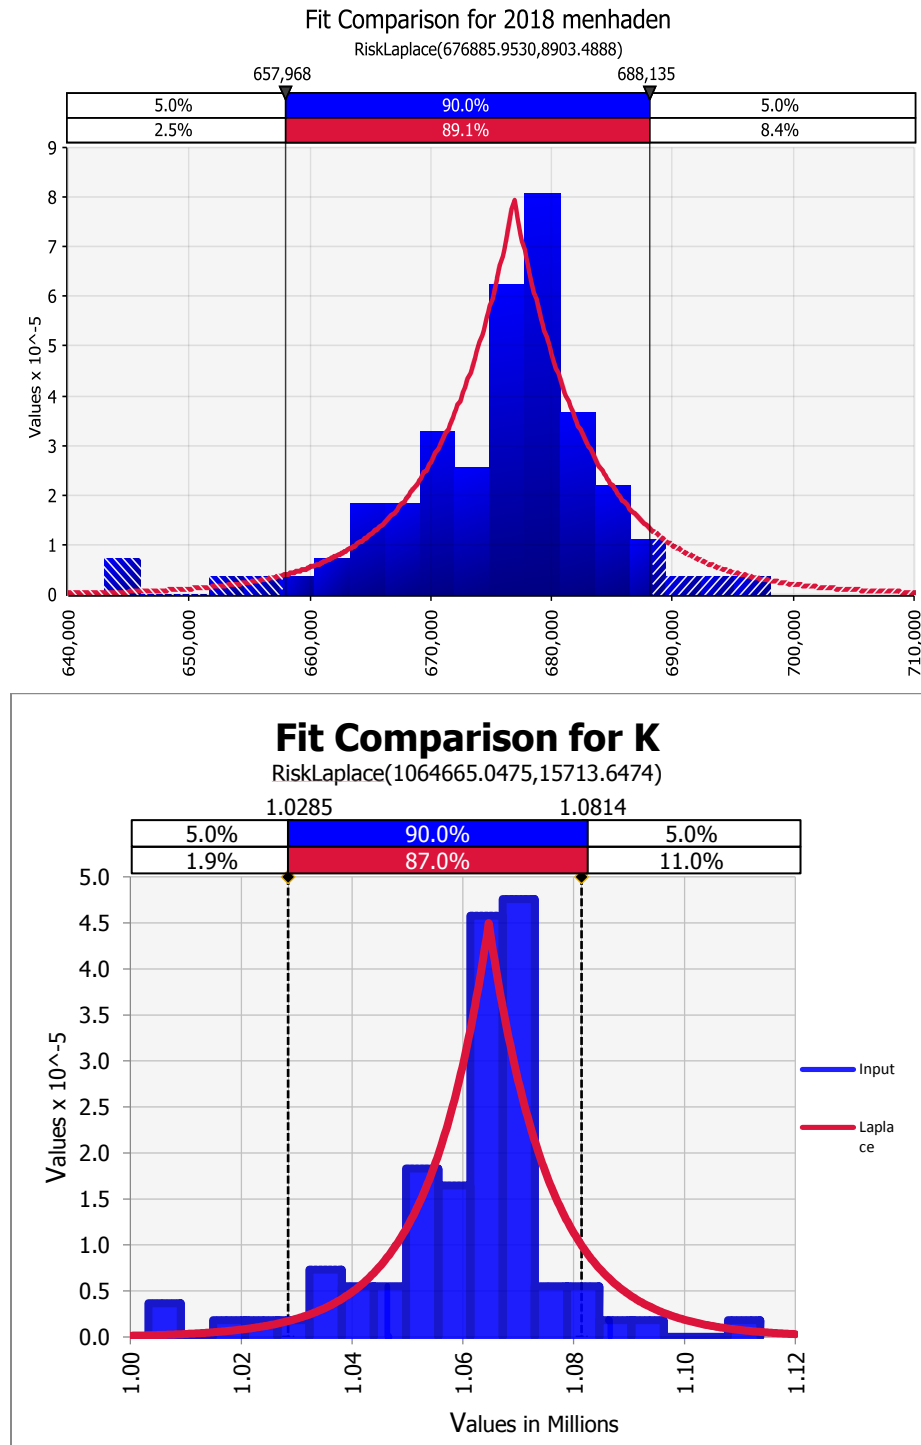 Fit Comparison for 2018 menhaden
RiskLaplace(676885.9530,8903.4888)
657,968 688,135
5.0% 90.0% 5.0%
2.5% 89.1% 8.4%
9
8
7
6
5
4
3
2
1
0
Values x 10^-5
640,000 650,000 660,000 670,000 680,000 690,000 700,000 710,000
Fit Comparison for K
RiskLaplace(1064665.0475,15713.6474)
1.0285 1.0814
5.0% 90.0% 5.0%
1.9% 87.0% 11.0%
5.0
4.5
4.0
3.5
3.0
2.5
2.0
1.5
1.0
0.5
0.0
Values x 10^-5
Input
Lapla
ce
1.00 1.02 1.04 1.06 1.08 1.10 1.12
Values in Millions